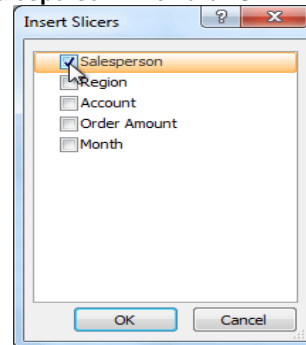 Insert Slicers
Salesperson
Region
Account
Order Amount
Month
OK
Cancel